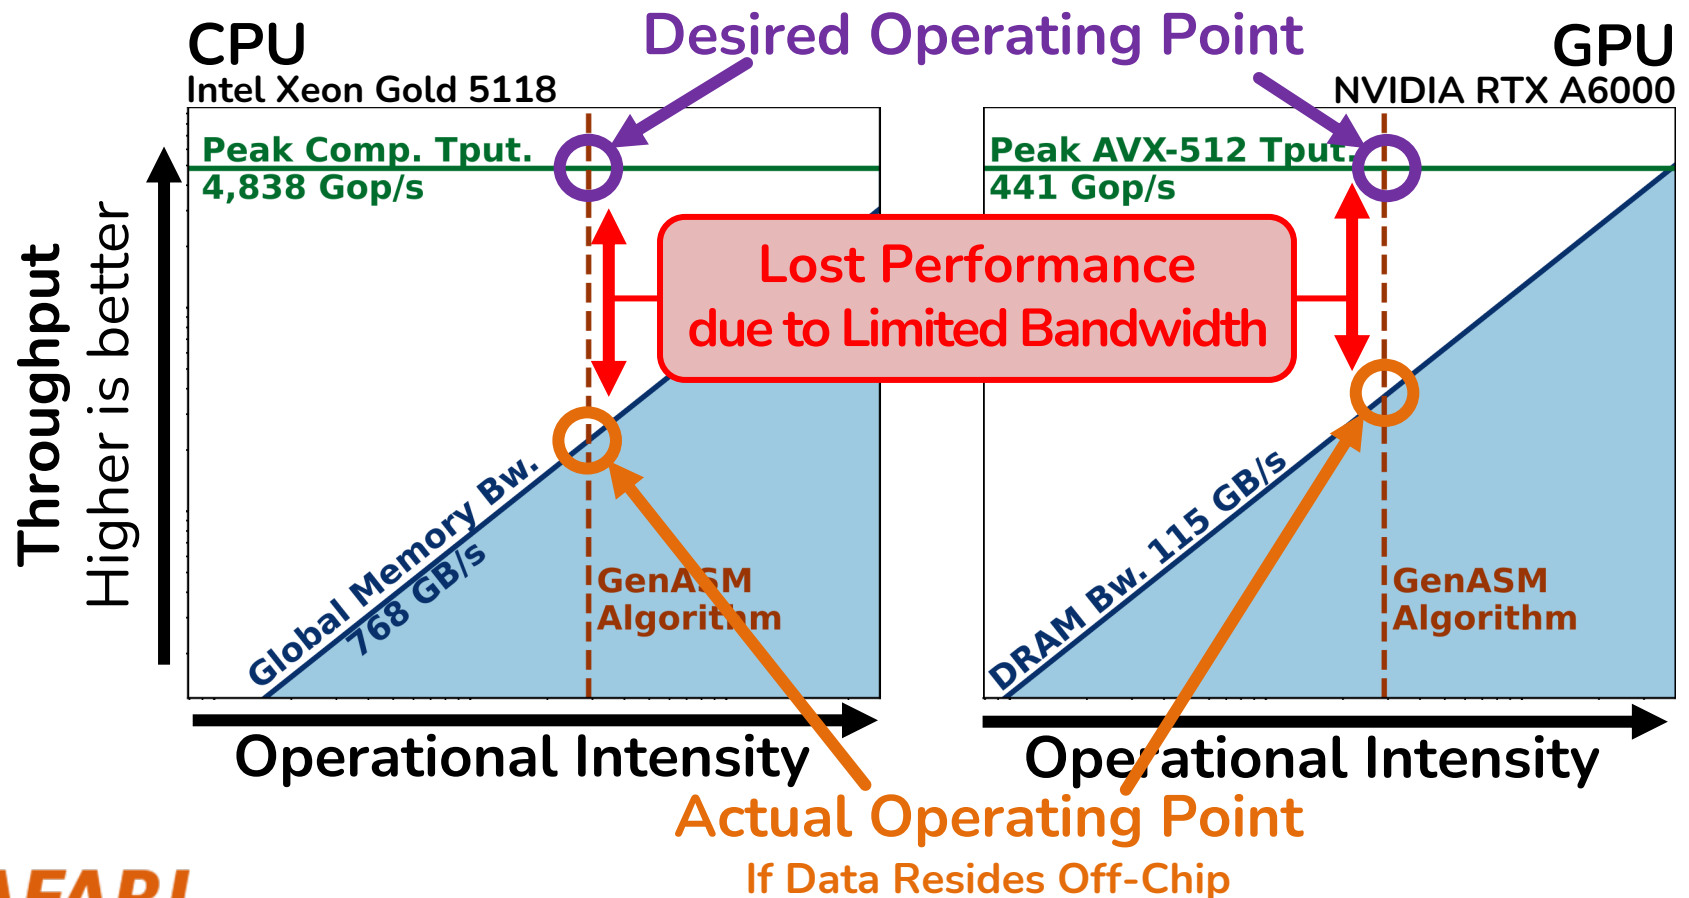 CPU
Intel Xeon Gold 5118
Desired Operating Point
GPU
NVIDIA RTX A6000
Peak Comp. Tput.
4,838 Gop/s
Peak AVX-512 Tput.
441 Gop/s
Lost Performance
due to Limited Bandwidth
Throughput
Higher is better
Global Memory Bw.
768 GB/s
GenASM
Algorithm
DRAM Bw. 115 GB/s
GenASM
Algorithm
Operational Intensity
Operational Intensity
Actual Operating Point
If Data Resides Off-Chip